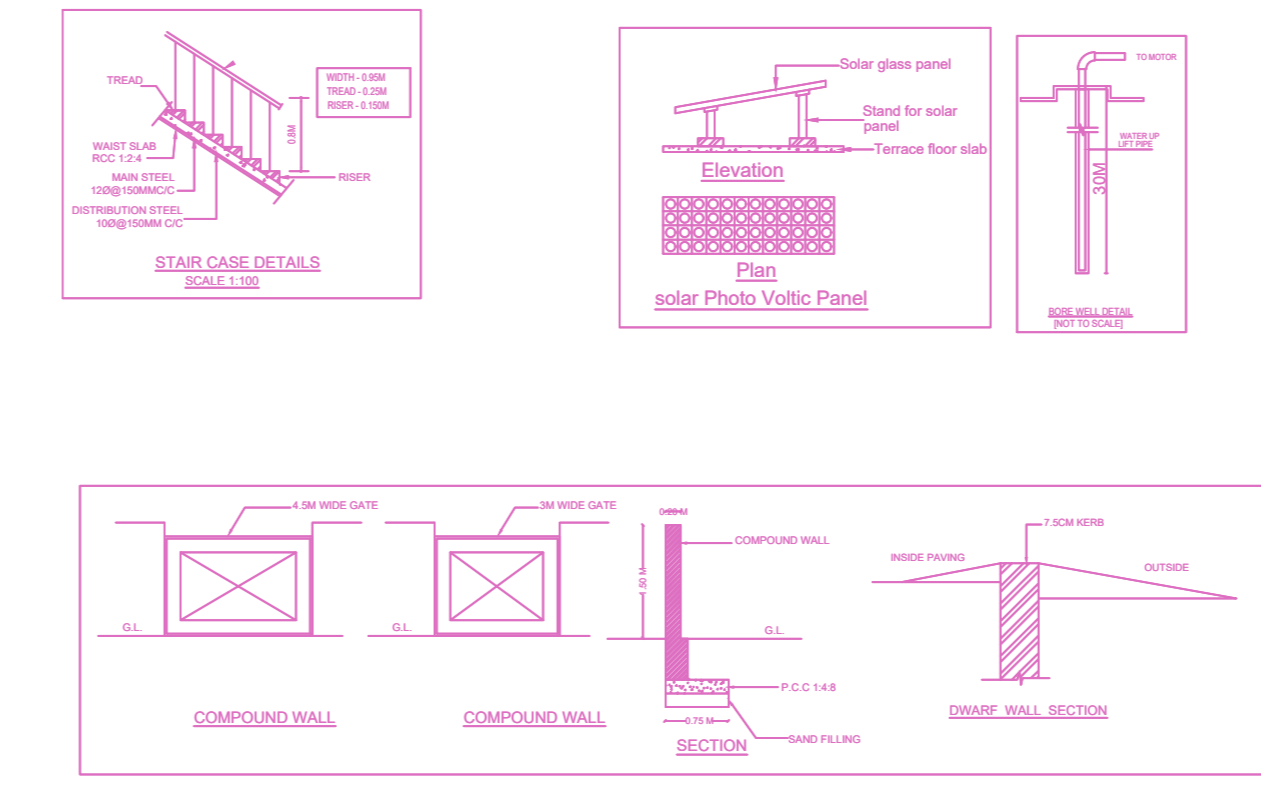 TREAD
WIDTH - 0.95M
TREAD - 0.25M
RISER - 0.150M
0.8M
WAIST SLAB
RCC 1:2:4
MAIN STEEL
12Ø@150MMC/C
RISER
DISTRIBUTION STEEL
10Ø@150MM C/C
STAIR CASE DETAILS
SCALE 1:100
Solar glass panel
Stand for solar
panel
Terrace floor slab
Elevation
Plan
solar Photo Voltic Panel
TO MOTOR
WATER UP
LIFT PIPE
30M
BORE WELL DETAIL
[NOT TO SCALE]
4.5M WIDE GATE
G.L.
COMPOUND WALL
3M WIDE GATE
G.L.
COMPOUND WALL
COMPOUND WALL
G.L.
P.C.C 1:4:8
0.75 M
SAND FILLING
SECTION
7.5CM KERB
INSIDE PAVING
OUTSIDE
DWARF WALL SECTION